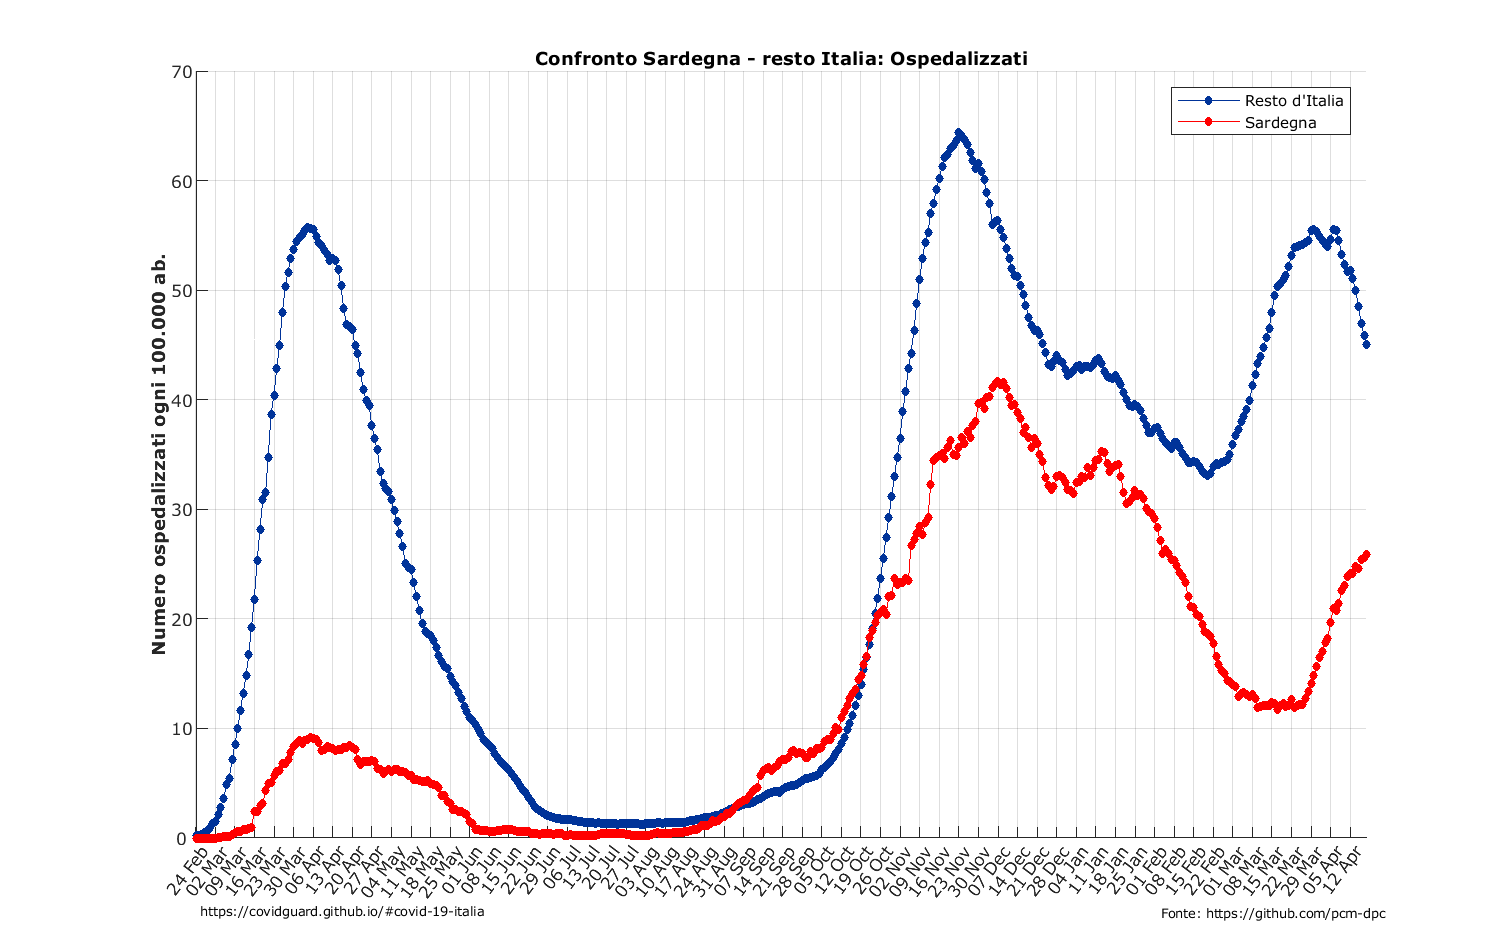 Confronto Sardegna - resto Italia: Ospedalizzati
Numero ospedalizzati ogni 100.000 ab.
70
60
50
40
30
20
10
0
Resto d'Italia
Sardegna
24 Feb
02 Mar
09 Mar
16 Mar
23 Mar
30 Mar
06 Apr
13 Apr
20 Apr
27 Apr
04 May
11 May
18 May
25 May
01 Jun
08 Jun
15 Jun
22 Jun
29 Jun
06 Jul
13 Jul
20 Jul
27 Jul
03 Aug
10 Aug
17 Aug
24 Aug
31 Aug
07 Sep
14 Sep
21 Sep
28 Sep
05 Oct
12 Oct
19 Oct
26 Oct
02 Nov
09 Nov
16 Nov
23 Nov
30 Nov
07 Dec
14 Dec
21 Dec
28 Dec
04 Jan
11 Jan
18 Jan
25 Jan
01 Feb
08 Feb
15 Feb
22 Feb
01 Mar
08 Mar
15 Mar
22 Mar
29 Mar
05 Apr
12 Apr
https://covidguard.github.io/#covid-19-italia
Fonte: https://github.com/pcm-dpc